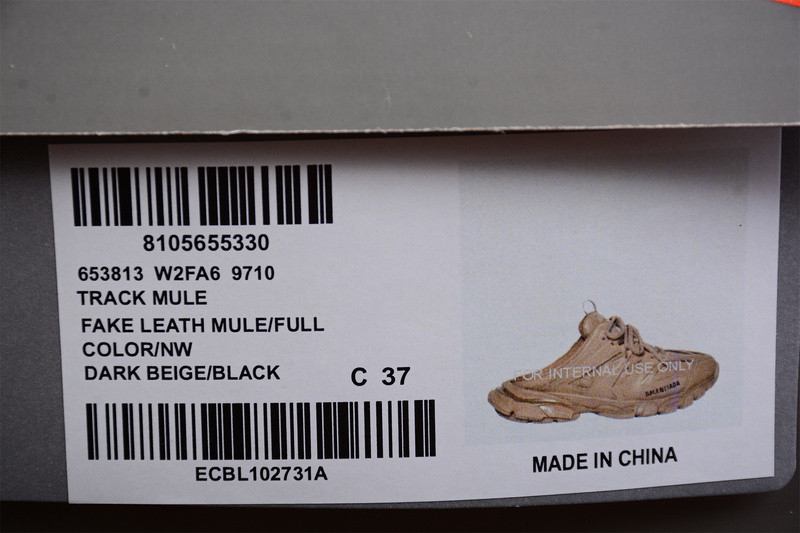 8105655330
653813 W2FA6 9710
TRACK MULE
FAKE LEATH MULE/FULL
COLOR/NW
DARK BEIGE/BLACK
C 37
ECBL102731A
FOR INTERNAL USE ONLY
BALENCIAGA
MADE IN CHINA